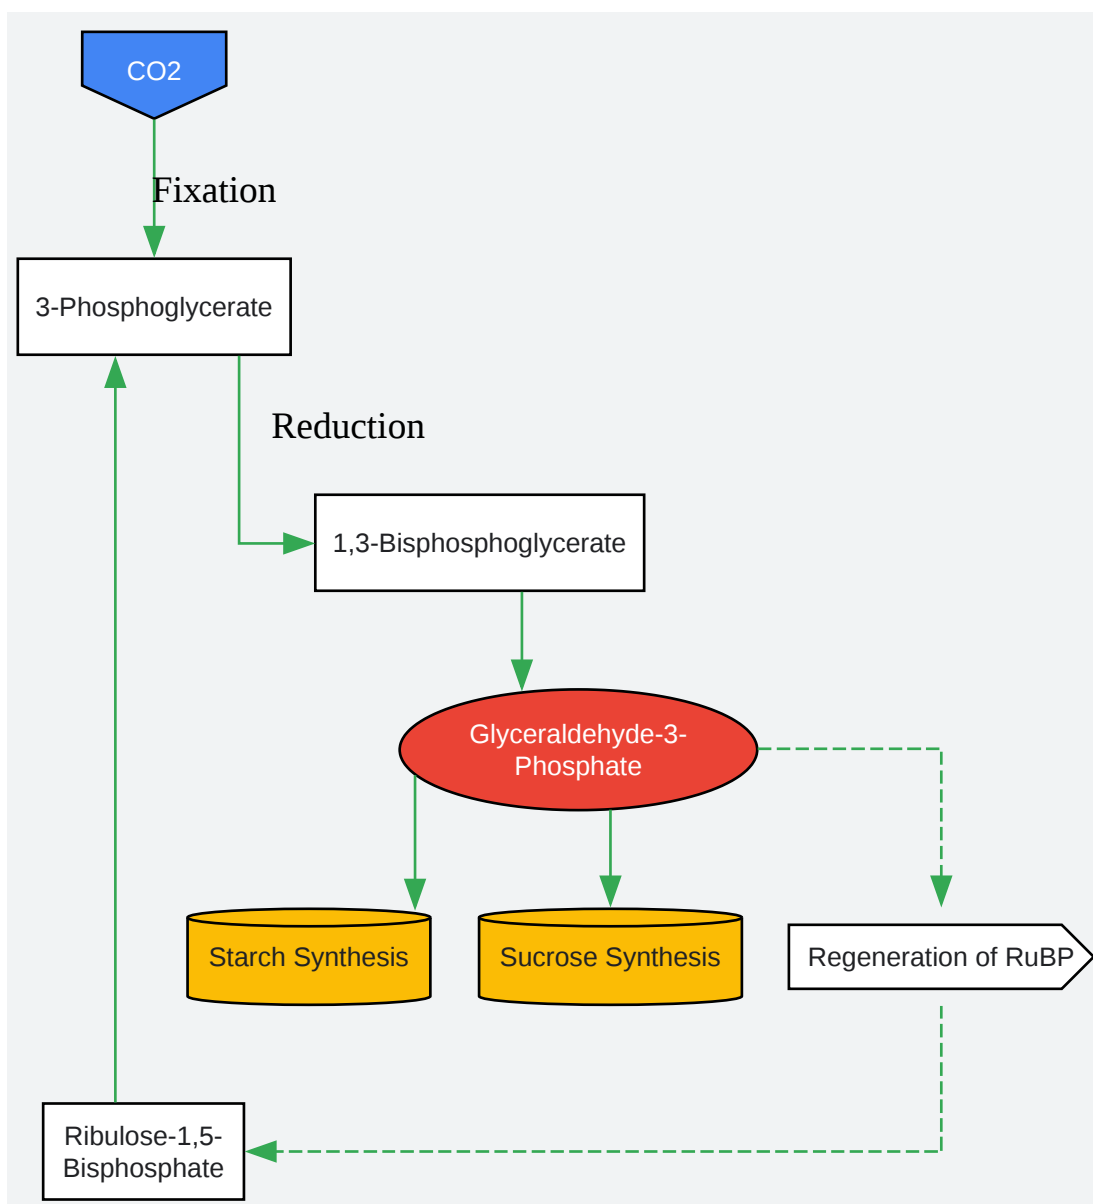 CO2
Fixation
3-Phosphoglycerate
Reduction
1,3-Bisphosphoglycerate
Glyceraldehyde-3-
Phosphate
Starch Synthesis
Sucrose Synthesis
Regeneration of RuBP
Ribulose-1,5-
Bisphosphate